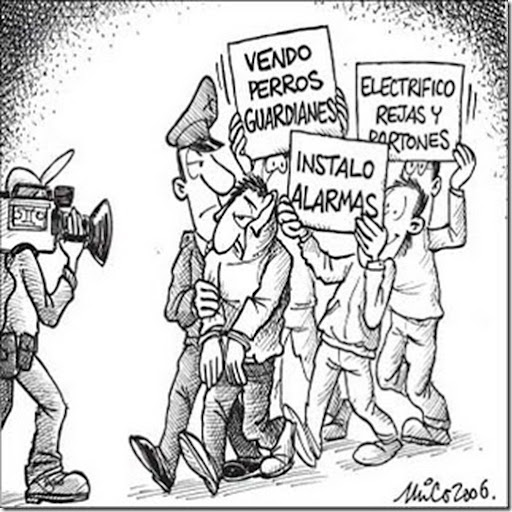 VENDO
PERROS
GUARDIANES
ELECTRIFICO
REJAS Y
PORTONES
INSTALO
ALARMAS
Mico 2006.